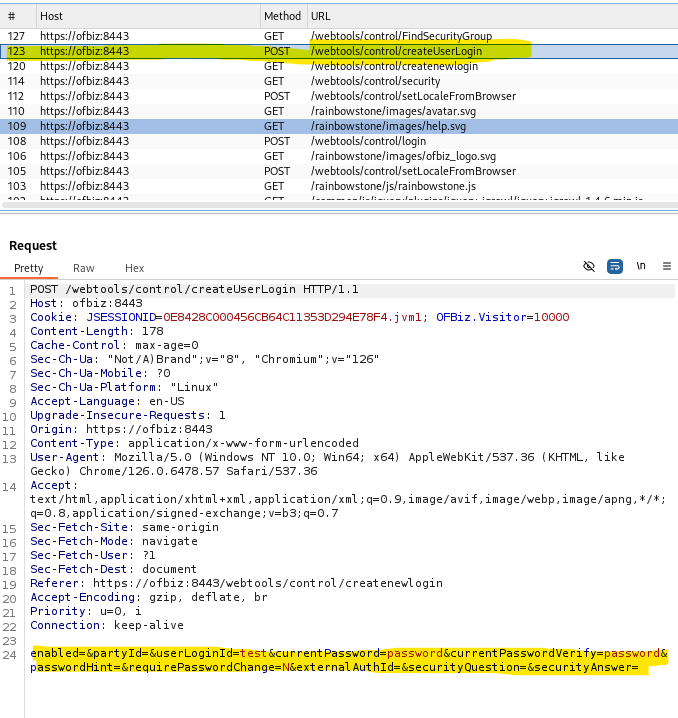 # Host Method URL
127 https://ofbiz:8443 GET /webtools/control/FindSecurityGroup
123 https://ofbiz:8443 POST /webtools/control/createUserLogin
120 https://ofbiz:8443 GET /webtools/control/createnewlogin
114 https://ofbiz:8443 GET /webtools/control/security
112 https://ofbiz:8443 POST /webtools/control/setLocaleFromBrowser
110 https://ofbiz:8443 GET /rainbowstone/images/avatar.svg
109 https://ofbiz:8443 GET /rainbowstone/images/help.svg
108 https://ofbiz:8443 POST /webtools/control/login
106 https://ofbiz:8443 GET /rainbowstone/images/ofbiz_logo.svg
105 https://ofbiz:8443 POST /webtools/control/setLocaleFromBrowser
103 https://ofbiz:8443 GET /rainbowstone/js/rainbowstone.js
Request
Pretty Raw Hex \n
1 POST /webtools/control/createUserLogin HTTP/1.1
2 Host: ofbiz:8443
3 Cookie: JSESSIONID=0E8428C000456CB64C11353D294E78F4.jvm1; OFBiz.Visitor=10000
4 Content-Length: 178
5 Cache-Control: max-age=0
6 Sec-Ch-Ua: "Not/A)Brand";v="8", "Chromium";v="126"
7 Sec-Ch-Ua-Mobile: ?0
8 Sec-Ch-Ua-Platform: "Linux"
9 Accept-Language: en-US
10 Upgrade-Insecure-Requests: 1
11 Origin: https://ofbiz:8443
12 Content-Type: application/x-www-form-urlencoded
13 User-Agent: Mozilla/5.0 (Windows NT 10.0; Win64; x64) AppleWebKit/537.36 (KHTML, like
Gecko) Chrome/126.0.6478.57 Safari/537.36
14 Accept:
text/html,application/xhtml+xml,application/xml;q=0.9,image/avif,image/webp,image/apng,*/*;
q=0.8,application/signed-exchange;v=b3;q=0.7
15 Sec-Fetch-Site: same-origin
16 Sec-Fetch-Mode: navigate
17 Sec-Fetch-User: ?1
18 Sec-Fetch-Dest: document
19 Referer: https://ofbiz:8443/webtools/control/createnewlogin
20 Accept-Encoding: gzip, deflate, br
21 Priority: u=0, i
22 Connection: keep-alive
23
24 enabled=&partyId=&userLoginId=test&currentPassword=password&currentPasswordVerify=password&
passwordHint=&requirePasswordChange=N&externalAuthId=&securityQuestion=&securityAnswer=